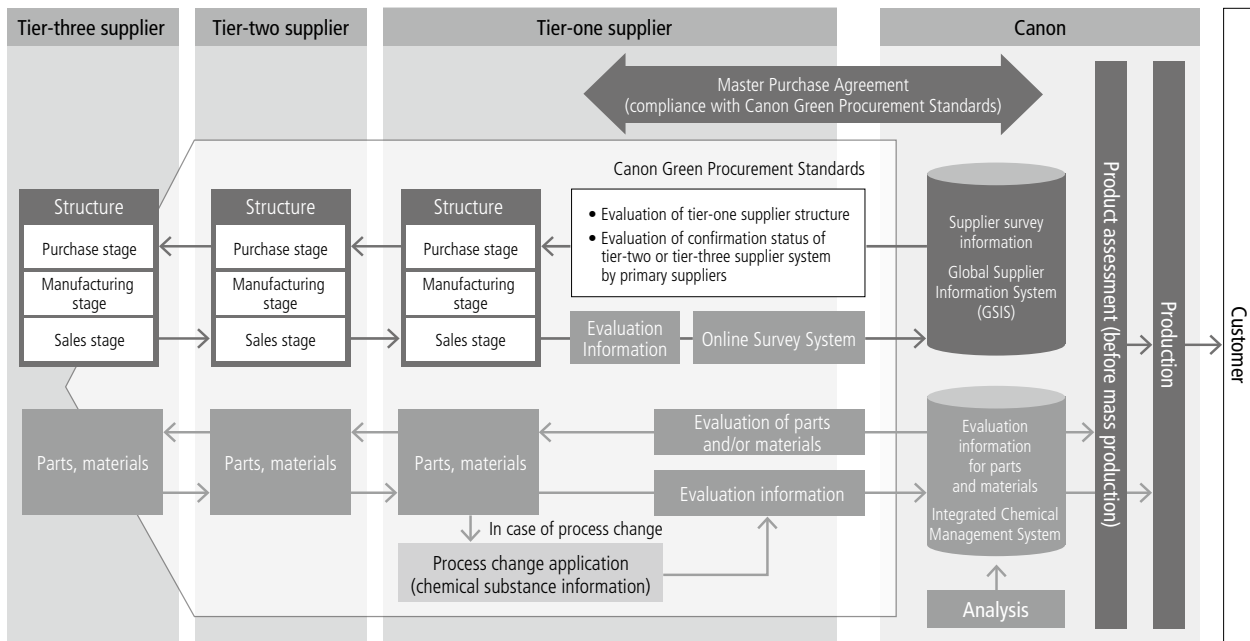 Tier-three supplier
Tier-two supplier
Tier-one supplier
Canon
Master Purchase Agreement
(compliance with Canon Green Procurement Standards)
Canon Green Procurement Standards
Structure
Purchase stage
Manufacturing
stage
Sales stage
Structure
Purchase stage
Manufacturing
stage
Sales stage
Structure
Purchase stage
Manufacturing
stage
Sales stage
• Evaluation of tier-one supplier structure
• Evaluation of confirmation status of
tier-two or tier-three supplier system
by primary suppliers
Evaluation
Information
Online Survey System
Supplier survey
information
Global Supplier
Information System
(GSIS)
Parts, materials
Parts, materials
Parts, materials
Evaluation of parts
and/or materials
Evaluation information
In case of process change
Process change application
(chemical substance information)
Evaluation
information
for parts
and materials
Integrated Chemical
Management System
Analysis
Product assessment (before mass production)
Production
Customer